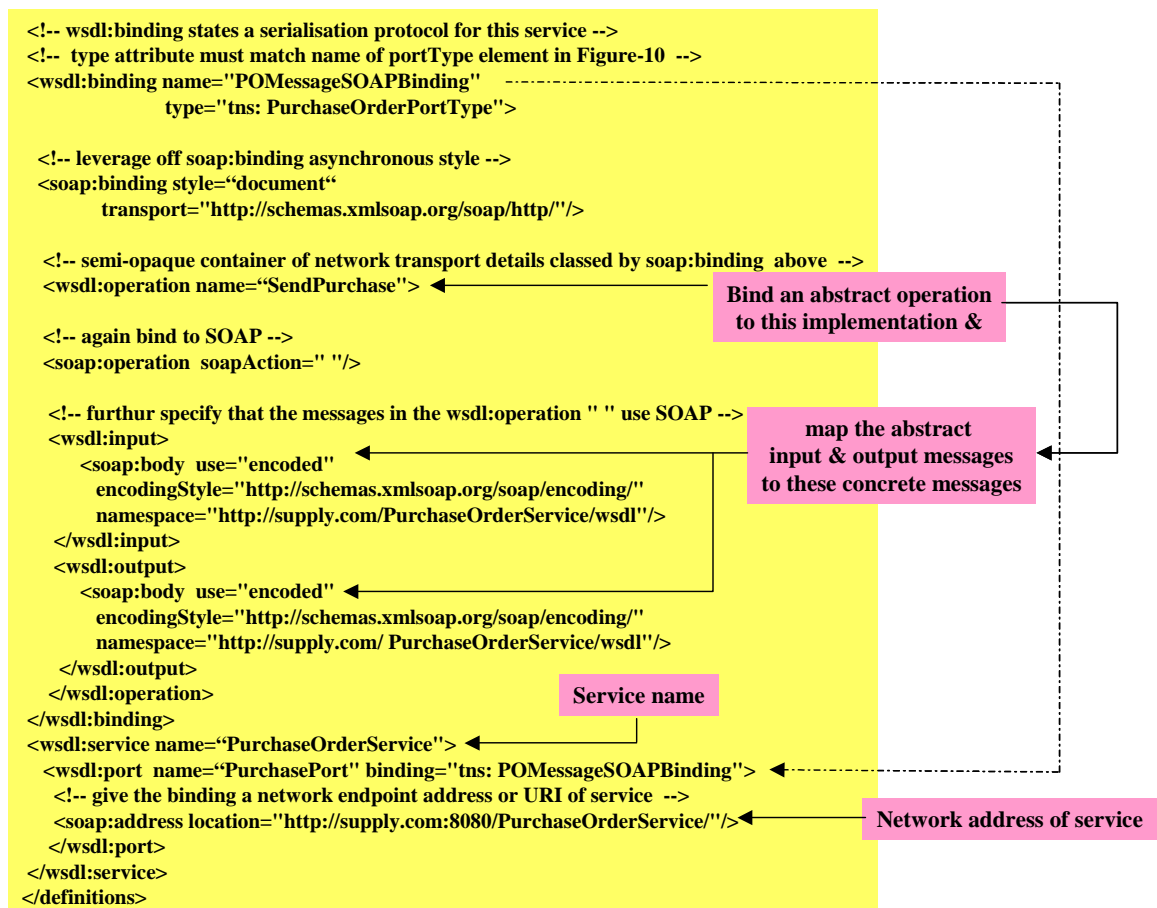 <!-- wsdl:binding states a serialisation protocol for this service -->
<!-- type attribute must match name of portType element in Figure-10 -->
<wsdl:binding name="POMessageSOAPBinding"
type="tns: PurchaseOrderPortType">
<!-- leverage off soap:binding asynchronous style -->
<soap:binding style=“document“
transport="http://schemas.xmlsoap.org/soap/http/"/>
<!-- semi-opaque container of network transport details classed by soap:binding above -->
<wsdl:operation name=“SendPurchase">
Bind an abstract operation
to this implementation &
<!-- again bind to SOAP -->
<soap:operation soapAction=" "/>
<!-- furthur specify that the messages in the wsdl:operation " " use SOAP -->
map the abstract
input & output messages
to these concrete messages
<wsdl:input>
<soap:body use="encoded"
encodingStyle="http://schemas.xmlsoap.org/soap/encoding/"
namespace="http://supply.com/PurchaseOrderService/wsdl"/>
</wsdl:input>
<wsdl:output>
<soap:body use="encoded"
encodingStyle="http://schemas.xmlsoap.org/soap/encoding/"
namespace="http://supply.com/ PurchaseOrderService/wsdl"/>
</wsdl:output>
</wsdl:operation>
Service name
</wsdl:binding>
<wsdl:service name=“PurchaseOrderService">
<wsdl:port name=“PurchasePort" binding="tns: POMessageSOAPBinding">
<!-- give the binding a network endpoint address or URI of service -->
<soap:address location="http://supply.com:8080/PurchaseOrderService/"/>
Network address of service
</wsdl:port>
</wsdl:service>
</definitions>